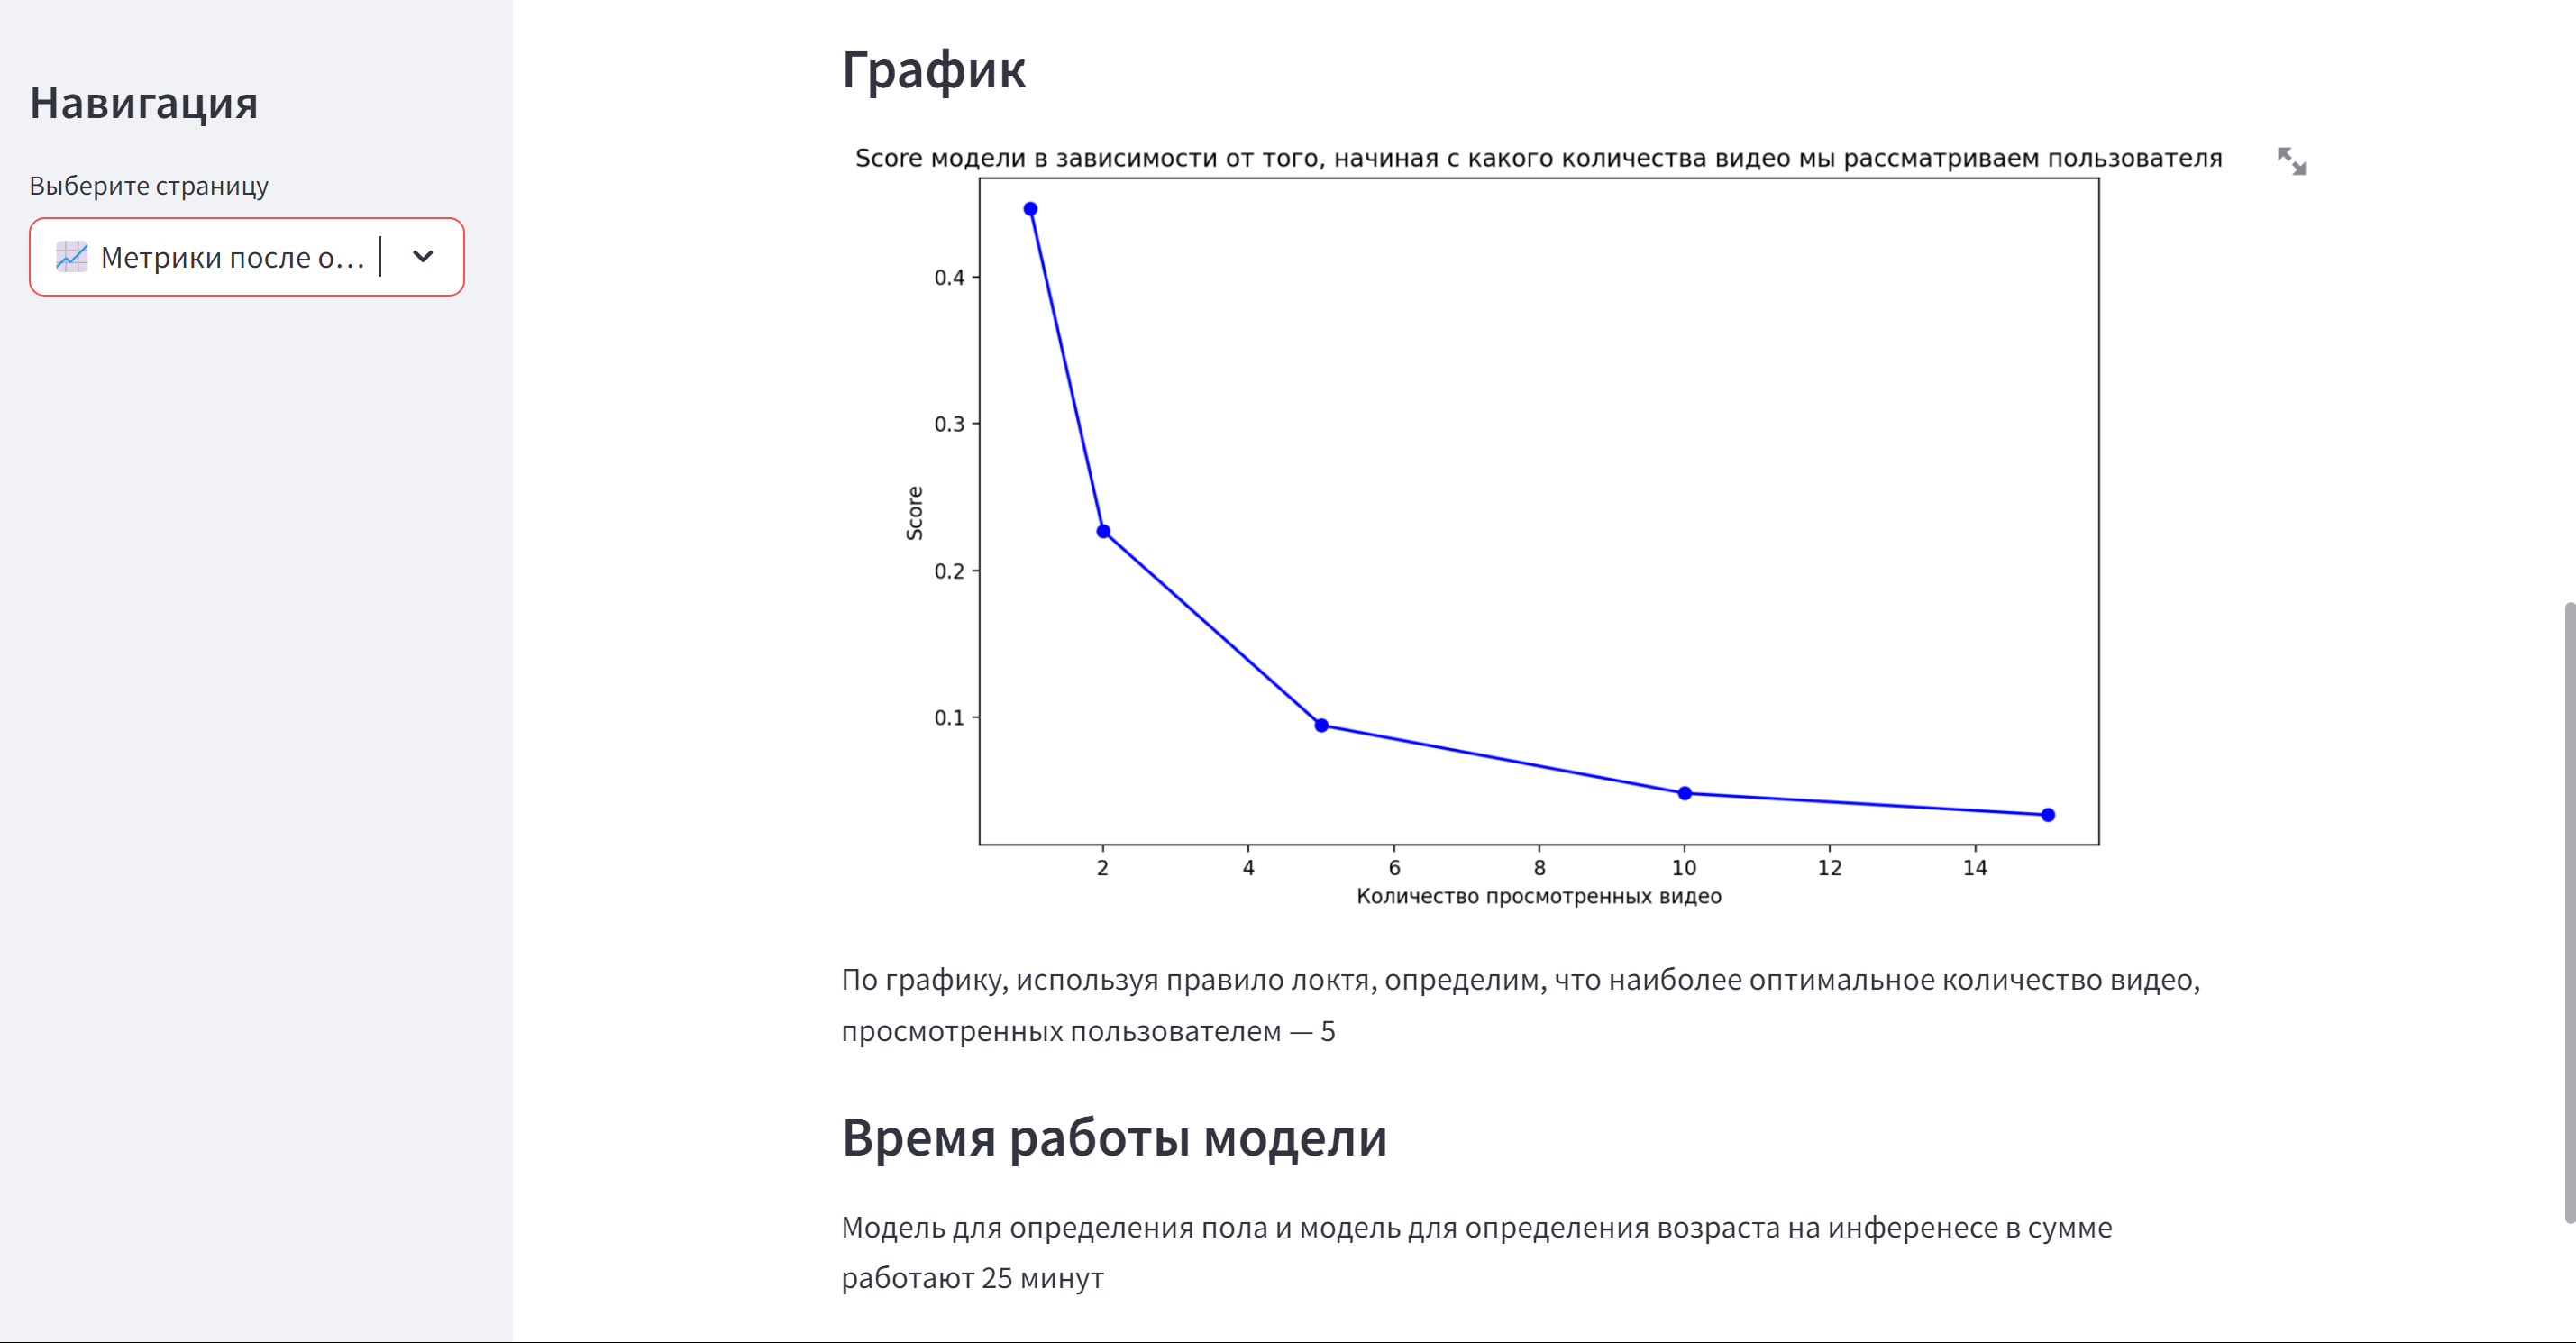 Навигация
Выберите страницу
Метрики после о...
График
Score модели в зависимости от того, начиная с какого количества видео мы рассматриваем пользователя
0.4
0.3
0.2
0.1
Score
2 4 6 8 10 12 14
Количество просмотренных видео
По графику, используя правило локтя, определим, что наиболее оптимальное количество видео,
просмотренных пользователем — 5
Время работы модели
Модель для определения пола и модель для определения возраста на инференесе в сумме
работают 25 минут